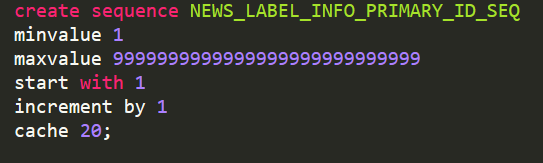 create sequence NEWS_LABEL_INFO_PRIMARY_ID_SEQ
minvalue 1
maxvalue 9999999999999999999999999999
start with 1
increment by 1
cache 20;